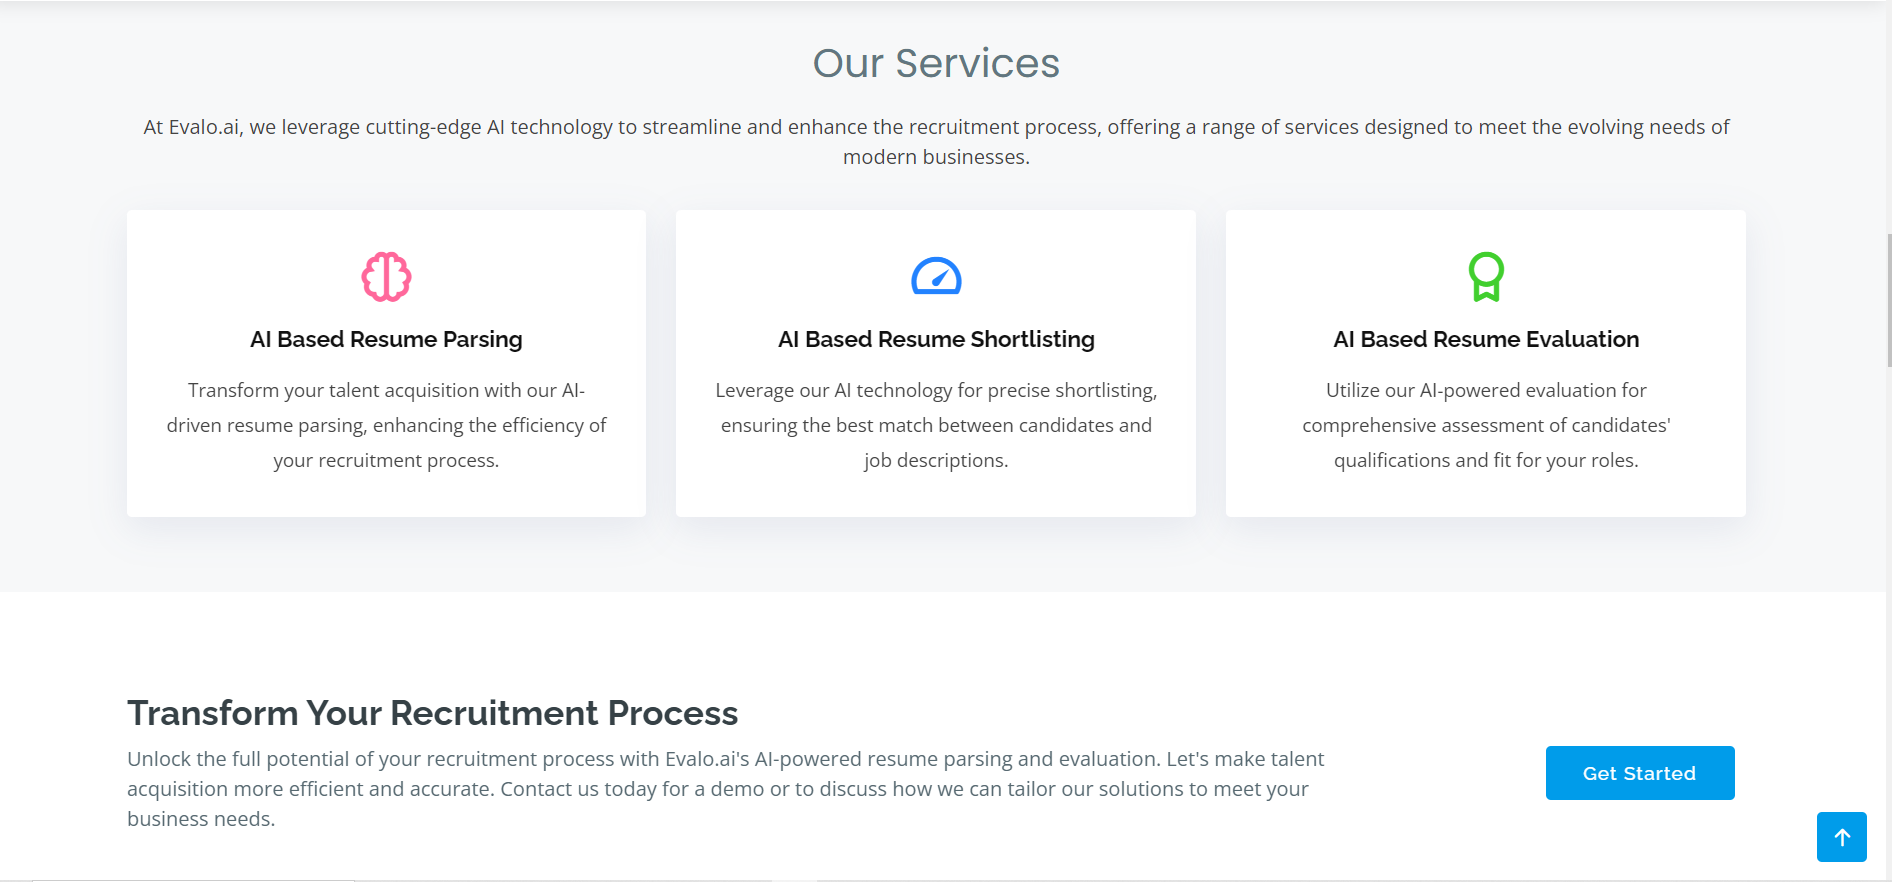 Our Services
At Evalo.ai, we leverage cutting-edge AI technology to streamline and enhance the recruitment process, offering a range of services designed to meet the evolving needs of
modern businesses.
AI Based Resume Parsing
Transform your talent acquisition with our AI-
driven resume parsing, enhancing the efficiency of
your recruitment process.
AI Based Resume Shortlisting
Leverage our AI technology for precise shortlisting,
ensuring the best match between candidates and
job descriptions.
AI Based Resume Evaluation
Utilize our AI-powered evaluation for
comprehensive assessment of candidates'
qualifications and fit for your roles.
Transform Your Recruitment Process
Unlock the full potential of your recruitment process with Evalo.ai's AI-powered resume parsing and evaluation. Let's make talent
acquisition more efficient and accurate. Contact us today for a demo or to discuss how we can tailor our solutions to meet your
business needs.
Get Started